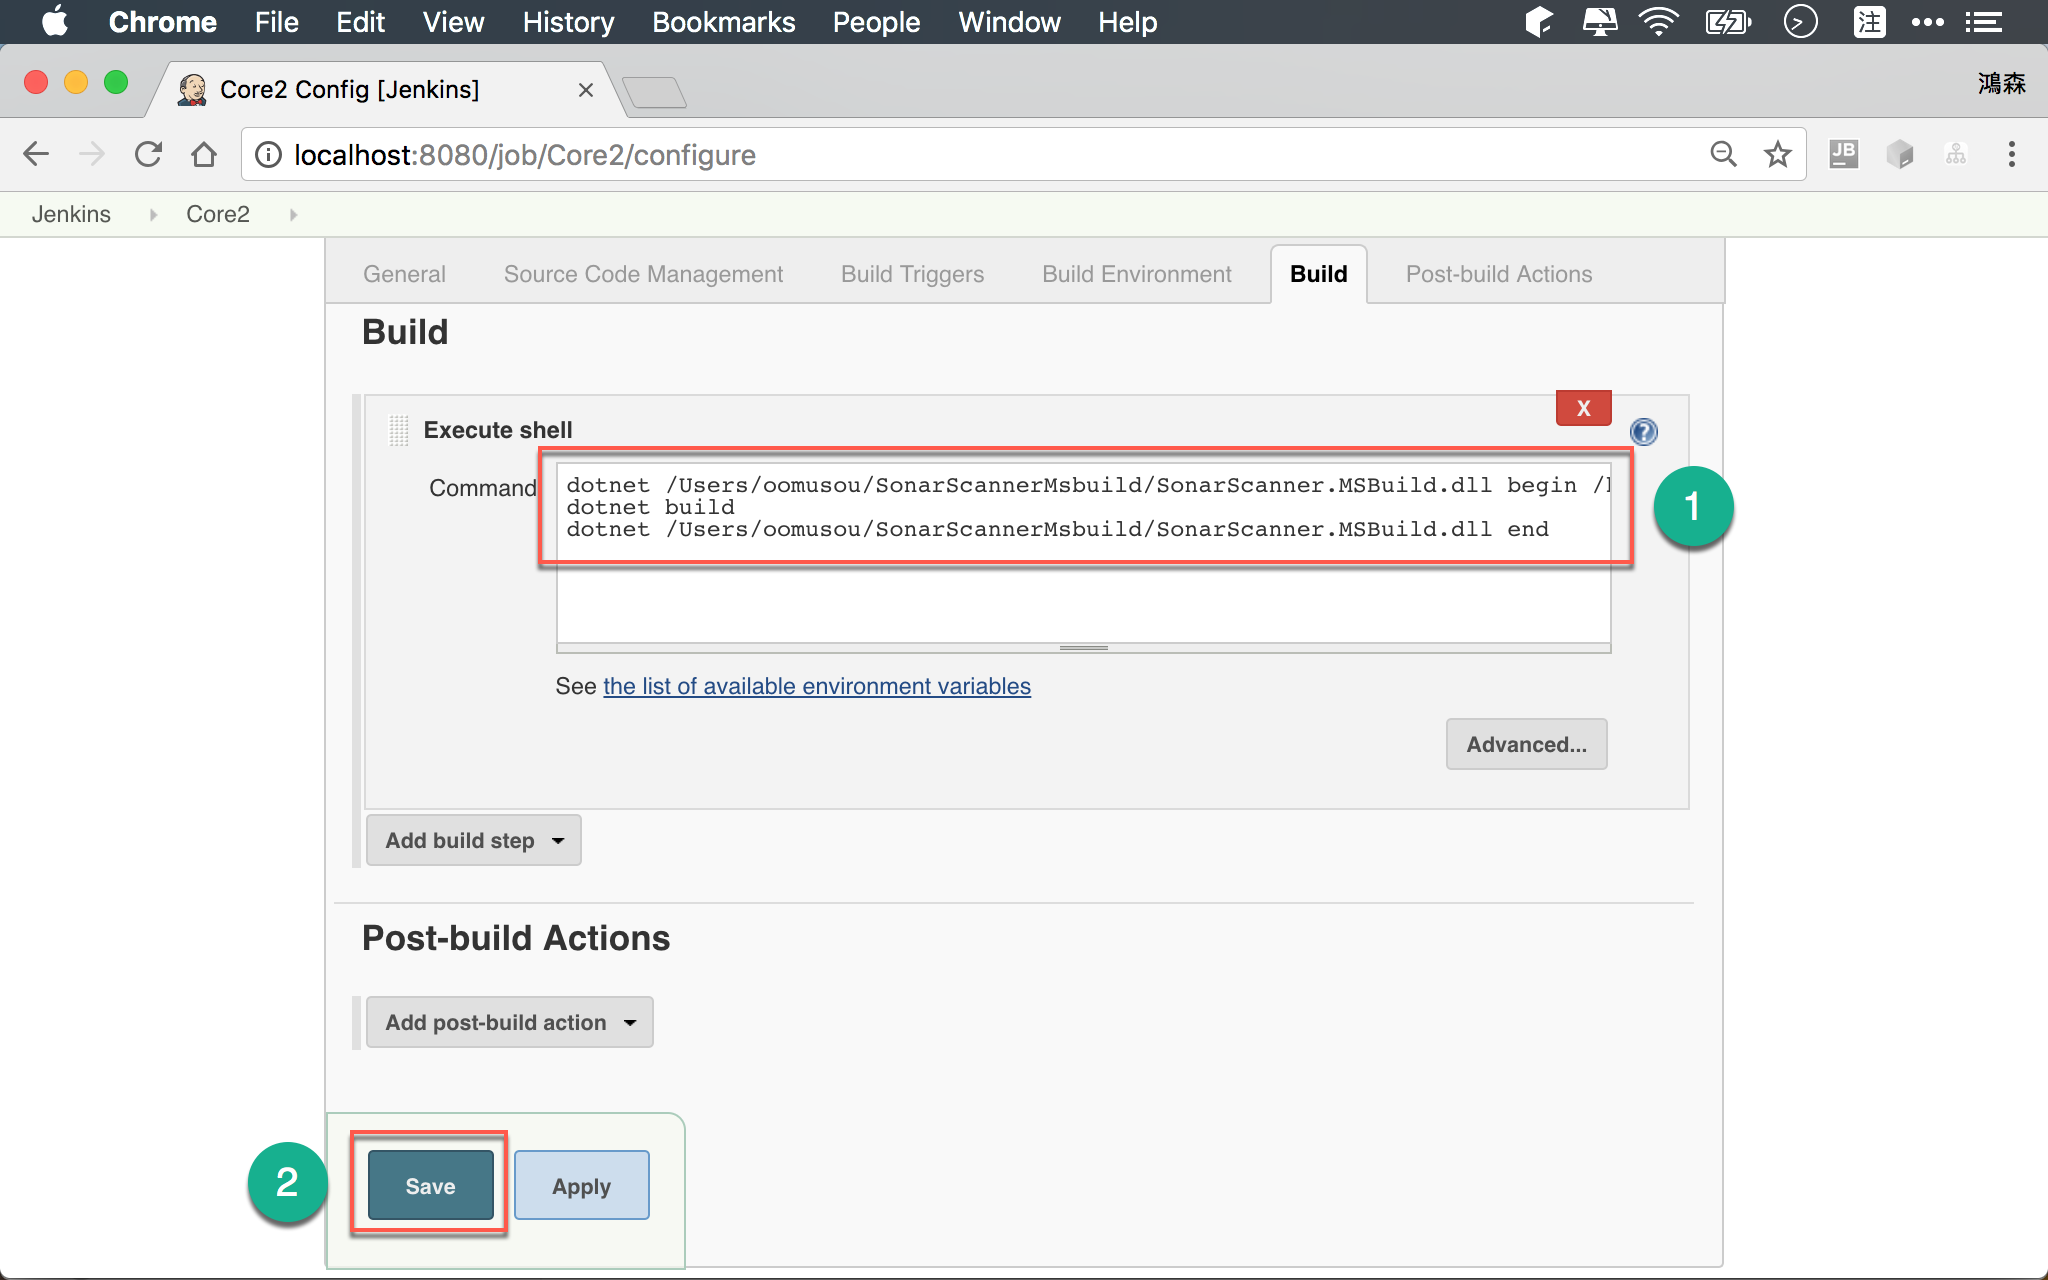 Chrome File Edit View History Bookmarks People Window Help 注
Core2 Config [Jenkins] 鴻森
localhost:8080/job/Core2/configure JB
Jenkins Core2
General Source Code Management Build Triggers Build Environment Build Post-build Actions
Build
X
Execute shell
Command
dotnet /Users/oomusou/SonarScannerMsbuild/SonarScanner.MSBuild.dll begin /
dotnet build
dotnet /Users/oomusou/SonarScannerMsbuild/SonarScanner.MSBuild.dll end
1
See the list of available environment variables
Advanced...
Add build step
Post-build Actions
Add post-build action
2
Save Apply